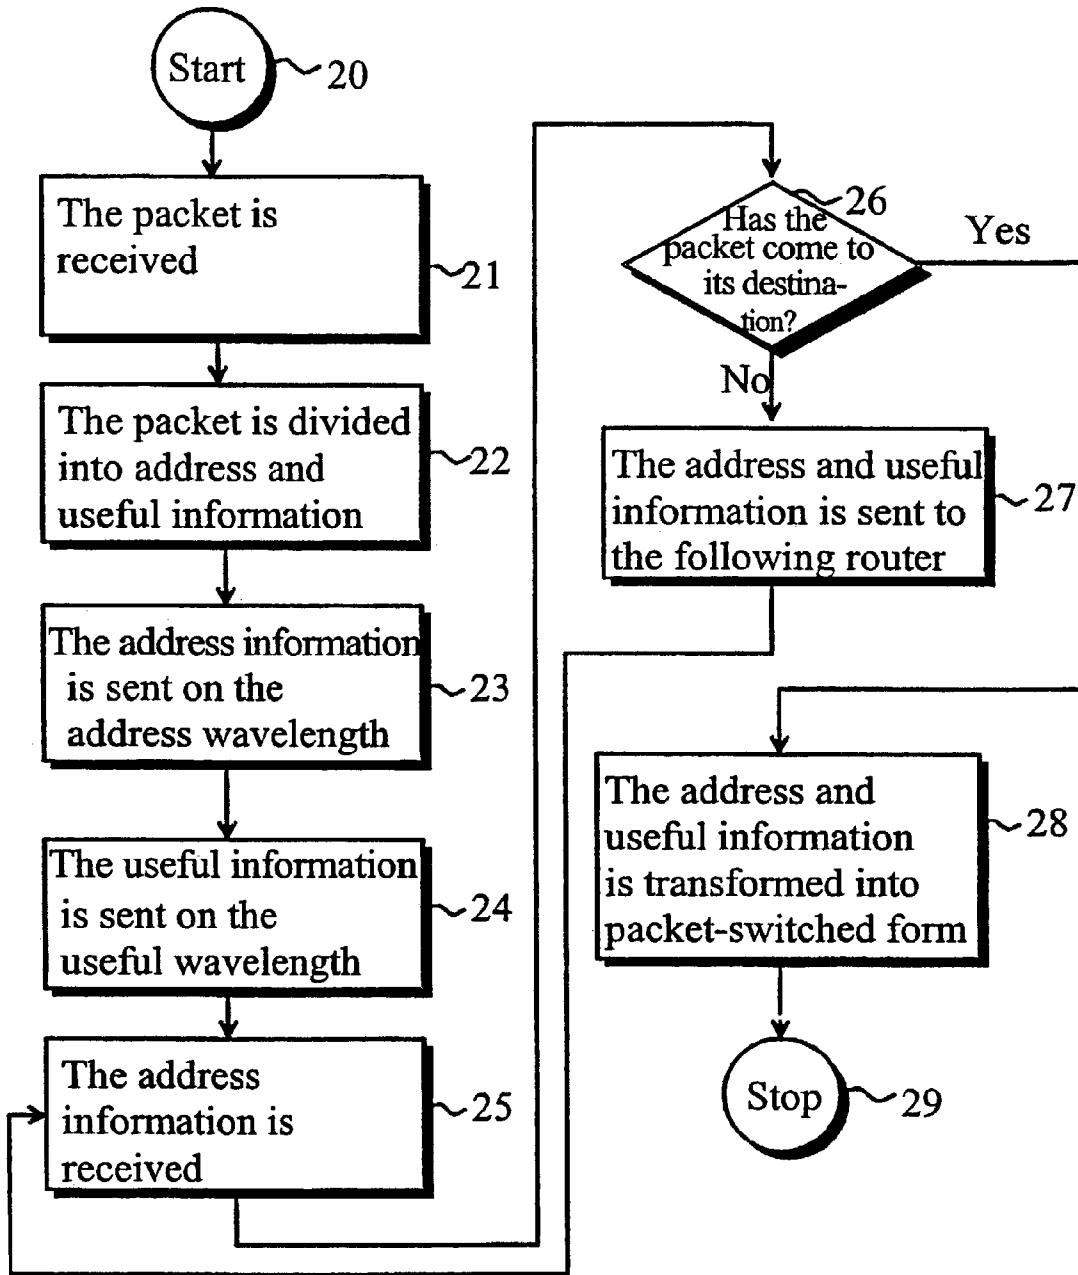 Start
20
The packet is
received
21
The packet is divided
into address and
useful information
22
The address information
is sent on the
address wavelength
23
The useful information
is sent on the
useful wavelength
24
The address
information is
received
25
26
Has the
packet come to
its destina-
tion?
Yes
No
The address and useful
information is sent to
the following router
27
The address and
useful information
is transformed into
packet-switched form
28
Stop
29